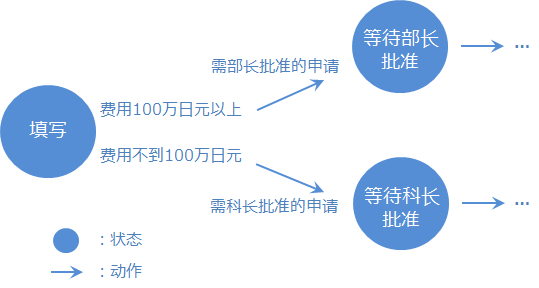 等待部长
批准
...
需部长批准的申请
费用100万日元以上
填写
费用不到100万日元
需科长批准的申请
等待科长
批准
...
：状态
：动作